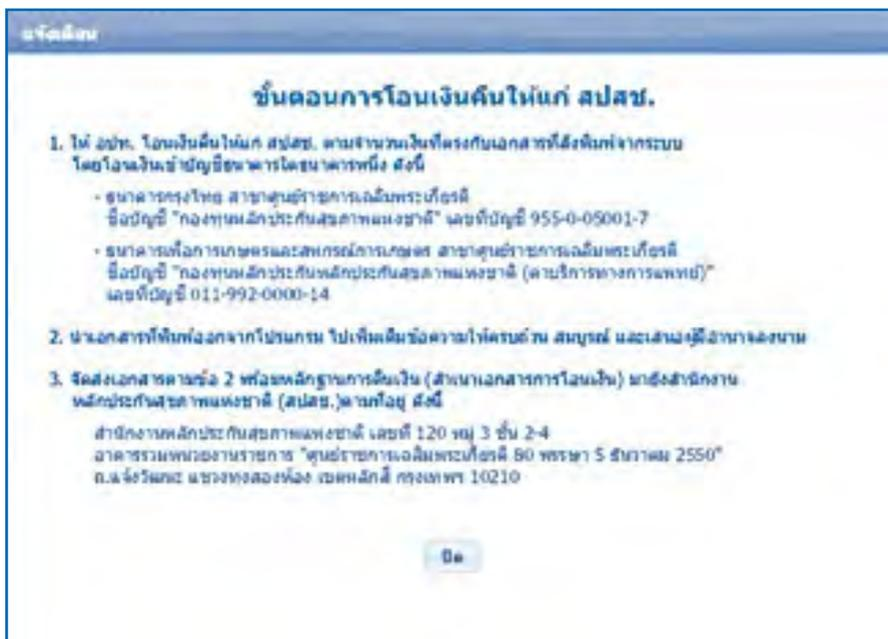 แจ้งเตือน
ขั้นตอนการโอนเงินคืนให้แก่ สปสช.
1. ให้ อปท. โอนเงินคืนให้แก่ สปสช. ตามจำนวนเงินที่ตรงกับเอกสารที่สั่งพิมพ์จากระบบ
โดยโอนเงินเข้าบัญชีธนาคารใดธนาคารหนึ่ง ดังนี้
- ธนาคารกรุงไทย สาขาศูนย์ราชการเฉลิมพระเกียรติ
ชื่อบัญชี "กองทุนหลักประกันสุขภาพแห่งชาติ" เลขที่บัญชี 955-0-05001-7
- ธนาคารเพื่อการเกษตรและสหกรณ์การเกษตร สาขาศูนย์ราชการเฉลิมพระเกียรติ
ชื่อบัญชี "กองทุนหลักประกันหลักประกันสุขภาพแห่งชาติ (ค่าบริการทางการแพทย์)"
เลขที่บัญชี 011-992-0000-14
2. นำเอกสารที่พิมพ์ออกจากโปรแกรม ไปเพิ่มเติมข้อความให้ครบถ้วน สมบูรณ์ และเสนอผู้มีอำนาจลงนาม
3. จัดส่งเอกสารตามข้อ 2 พร้อมหลักฐานการคืนเงิน (สำเนาเอกสารการโอนเงิน) มายังสำนักงาน
หลักประกันสุขภาพแห่งชาติ (สปสช.)ตามที่อยู่ ดังนี้
สำนักงานหลักประกันสุขภาพแห่งชาติ เลขที่ 120 หมู่ 3 ชั้น 2-4
อาคารรวมหน่วยงานราชการ "ศูนย์ราชการเฉลิมพระเกียรติ 80 พรรษา 5 ธันวาคม 2550"
ถ.แจ้งวัฒนะ แขวงทุ่งสองห้อง เขตหลักสี่ กรุงเทพฯ 10210
ปิด